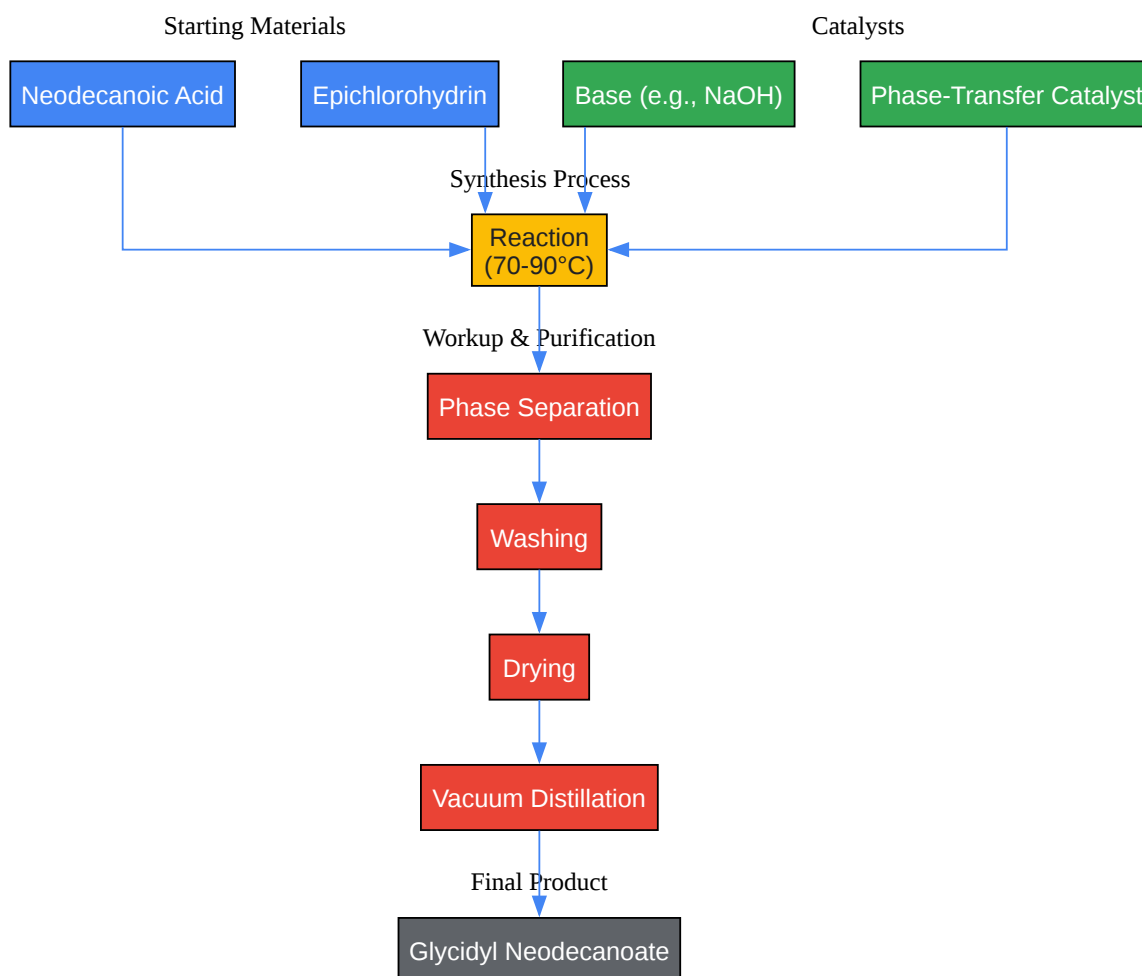 Starting Materials
Catalysts
Neodecanoic Acid
Epichlorohydrin
Base (e.g., NaOH)
Phase-Transfer Catalyst
Synthesis Process
Reaction
(70-90°C)
Workup & Purification
Phase Separation
Washing
Drying
Vacuum Distillation
Final Product
Glycidyl Neodecanoate